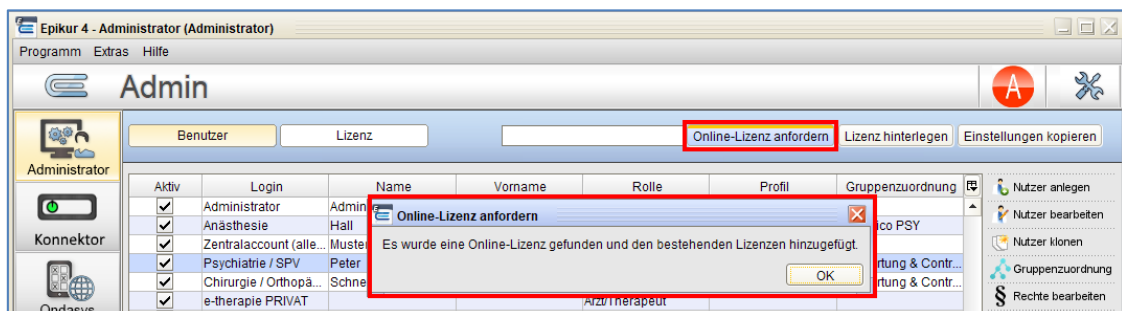 Epikur 4 - Administrator (Administrator)
Programm Extras Hilfe
Admin A
Administrator
Konnektor
Ondasys
Benutzer Lizenz Online-Lizenz anfordern Lizenz hinterlegen Einstellungen kopieren
Aktiv Login Name Vorname Rolle Profil Gruppenzuordnung
Administrator Admin
Anästhesie Hall ico PSY
Zentralaccount (alle... Muster
Psychiatrie / SPV Peter rtung & Contr...
Chirurgie / Orthopä... Schne rtung & Contr...
e-therapie PRIVAT Arzt/Therapeut
Online-Lizenz anfordern
Es wurde eine Online-Lizenz gefunden und den bestehenden Lizenzen hinzugefügt.
OK
Nutzer anlegen
Nutzer bearbeiten
Nutzer klonen
Gruppenzuordnung
§ Rechte bearbeiten